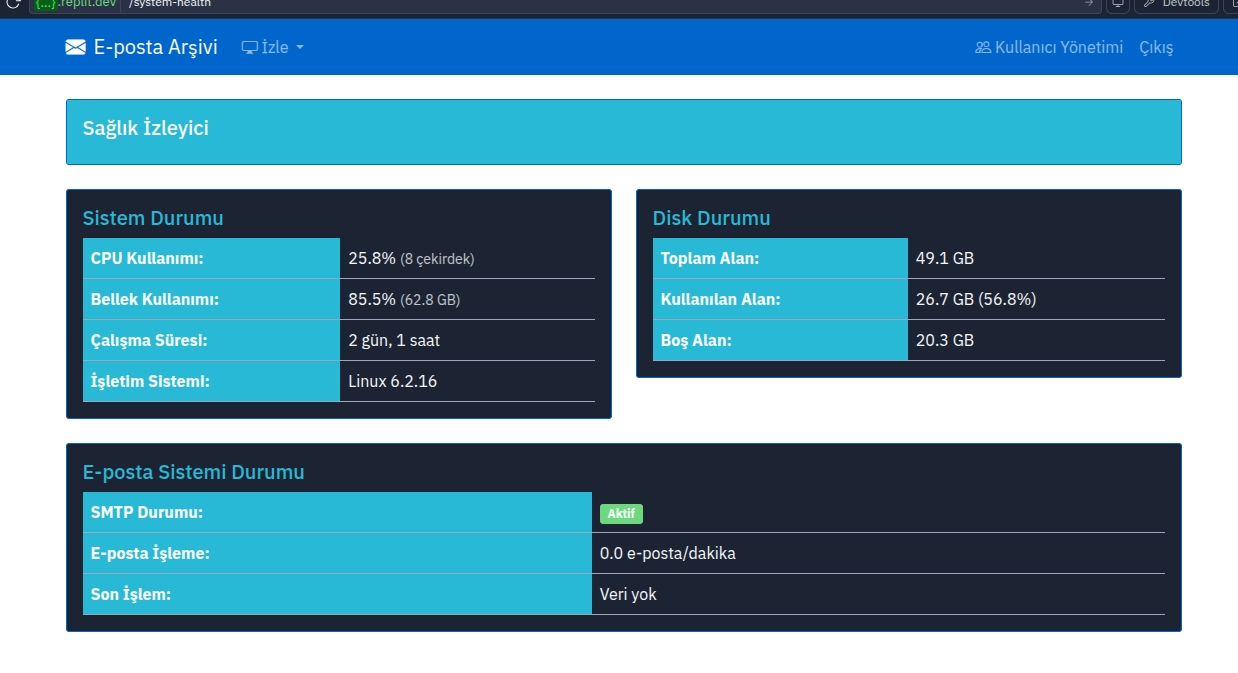 {...}.replit.dev /system-health Devtools
E-posta Arşivi İzle Kullanıcı Yönetimi Çıkış
Sağlık İzleyici
Sistem Durumu
CPU Kullanımı: 25.8% (8 çekirdek)
Bellek Kullanımı: 85.5% (62.8 GB)
Çalışma Süresi: 2 gün, 1 saat
İşletim Sistemi: Linux 6.2.16
Disk Durumu
Toplam Alan: 49.1 GB
Kullanılan Alan: 26.7 GB (56.8%)
Boş Alan: 20.3 GB
E-posta Sistemi Durumu
SMTP Durumu: Aktif
E-posta İşleme: 0.0 e-posta/dakika
Son İşlem: Veri yok